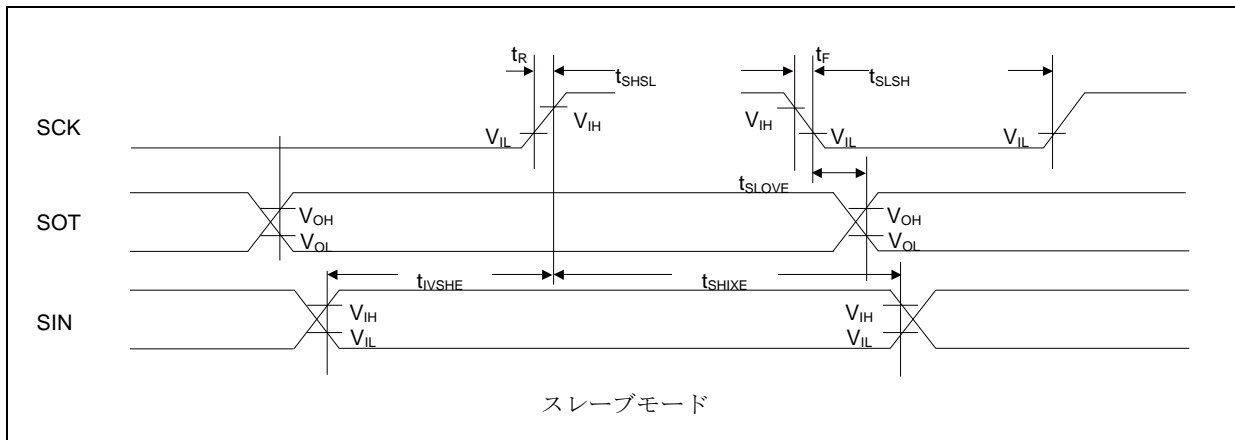 tR tF
tSHSL tSLSH
SCK VIH VIH
VIL VIL VIL
tSLOVE
SOT VOH VOH
VOL VOL
tIVSHE tSHIXE
SIN VIH VIH
VIL VIL
スレーブモード